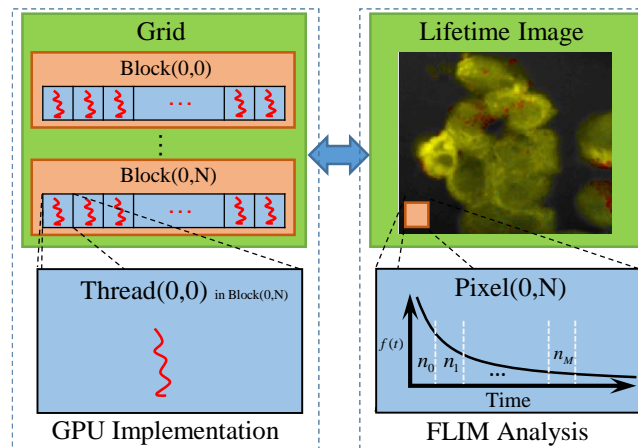 Grid
Block(0,0)
...
Block(0,N)
...
Thread(0,0) in Block(0,N)
GPU Implementation
Lifetime Image
Pixel(0,N)
f(t)
n0 n1 ... nM
Time
FLIM Analysis